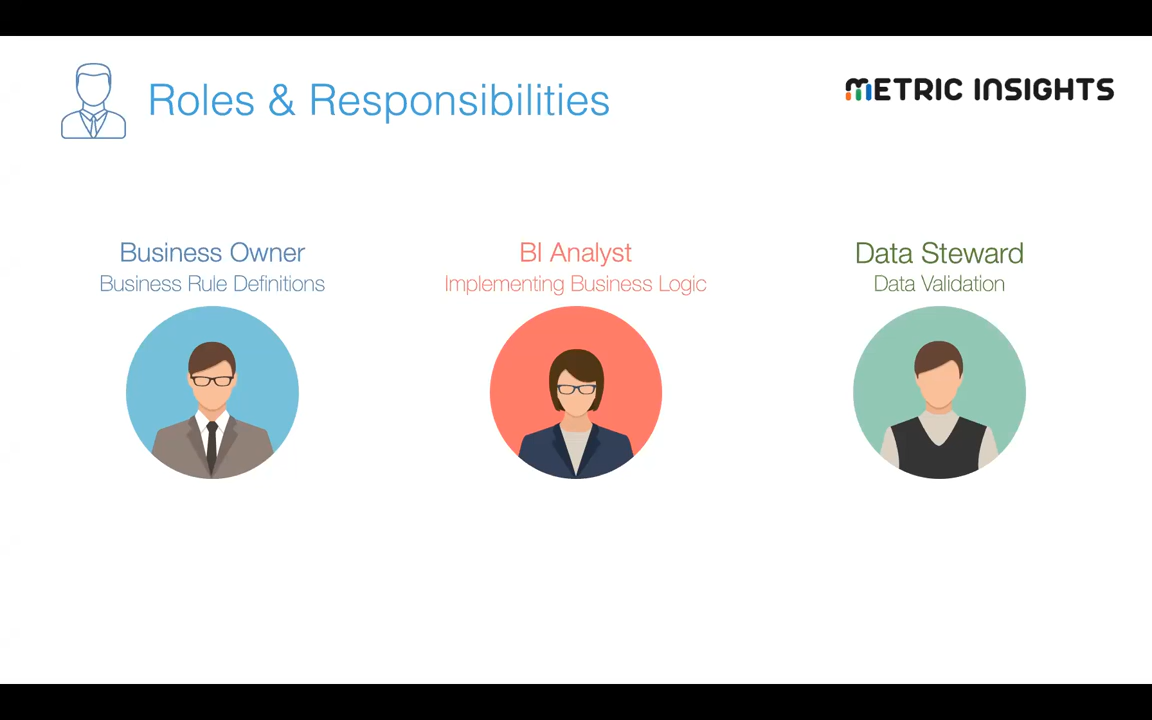 Roles & Responsibilities
METRIC INSIGHTS
Business Owner
Business Rule Definitions
BI Analyst
Implementing Business Logic
Data Steward
Data Validation